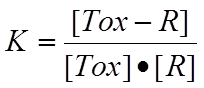 K = [Tox – R] / [Tox]•[R]